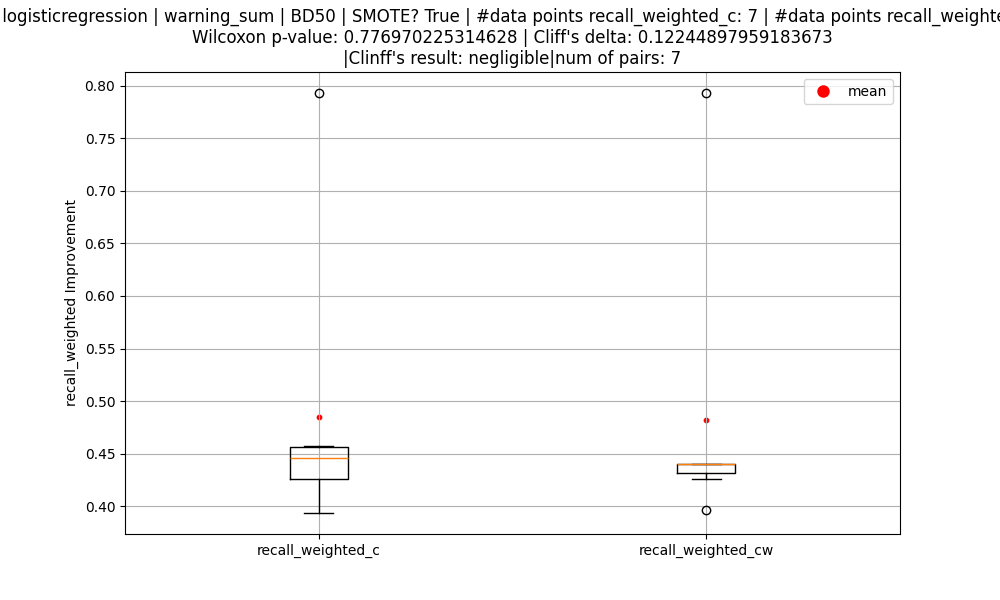 logisticregression | warning_sum | BD50 | SMOTE? True | #data points recall_weighted_c: 7 | #data points
Wilcoxon p-value: 0.776970225314628 | Cliff's delta: 0.12244897959183673
|Clinff's result: negligible|num of pairs: 7
mean
0.80
0.75
0.70
0.65
0.60
0.55
0.50
0.45
0.40
recall_weighted Improvement
recall_weighted_c
recall_weighted_cw